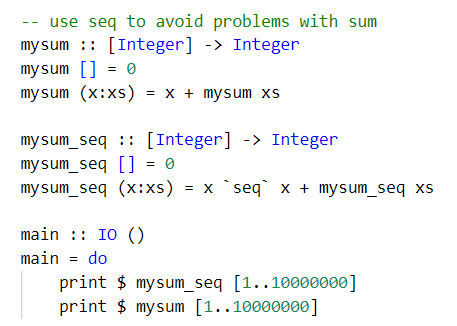 -- use seq to avoid problems with sum
mysum :: [Integer] -> Integer
mysum [] = 0
mysum (x:xs) = x + mysum xs

mysum_seq :: [Integer] -> Integer
mysum_seq [] = 0
mysum_seq (x:xs) = x `seq` x + mysum_seq xs

main :: IO ()
main = do
    print $ mysum_seq [1..10000000]
    print $ mysum [1..10000000]